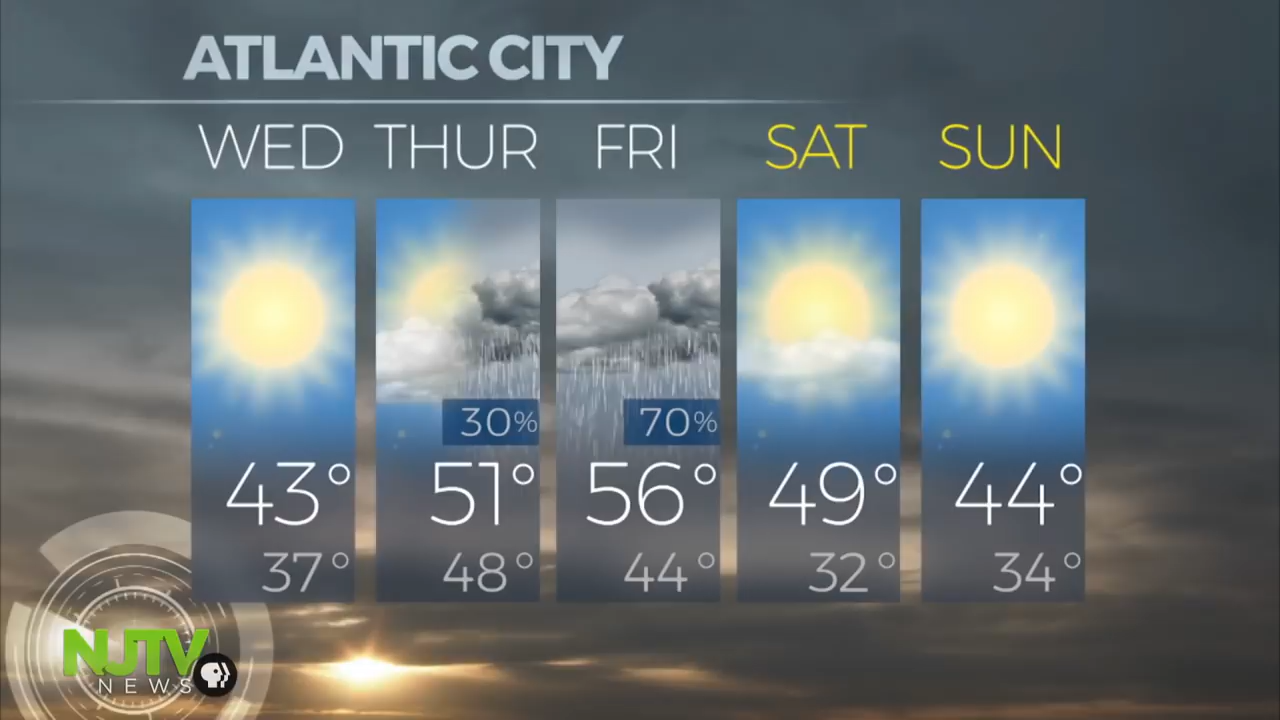 ATLANTIC CITY
WED THUR FRI SAT SUN
30% 70%
43° 51° 56° 49° 44°
37° 48° 44° 32° 34°
NJTV
NEWS